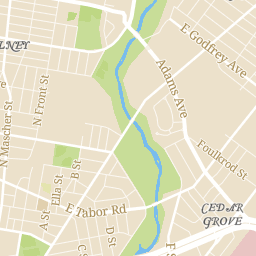 E Godfrey Ave
LNEY
Adams Ave
N Front St
N Mascher St
Foulkrod St
B St
Ella St
A St
E Tabor Rd
CEDAR
GROVE
C St
D St
F St